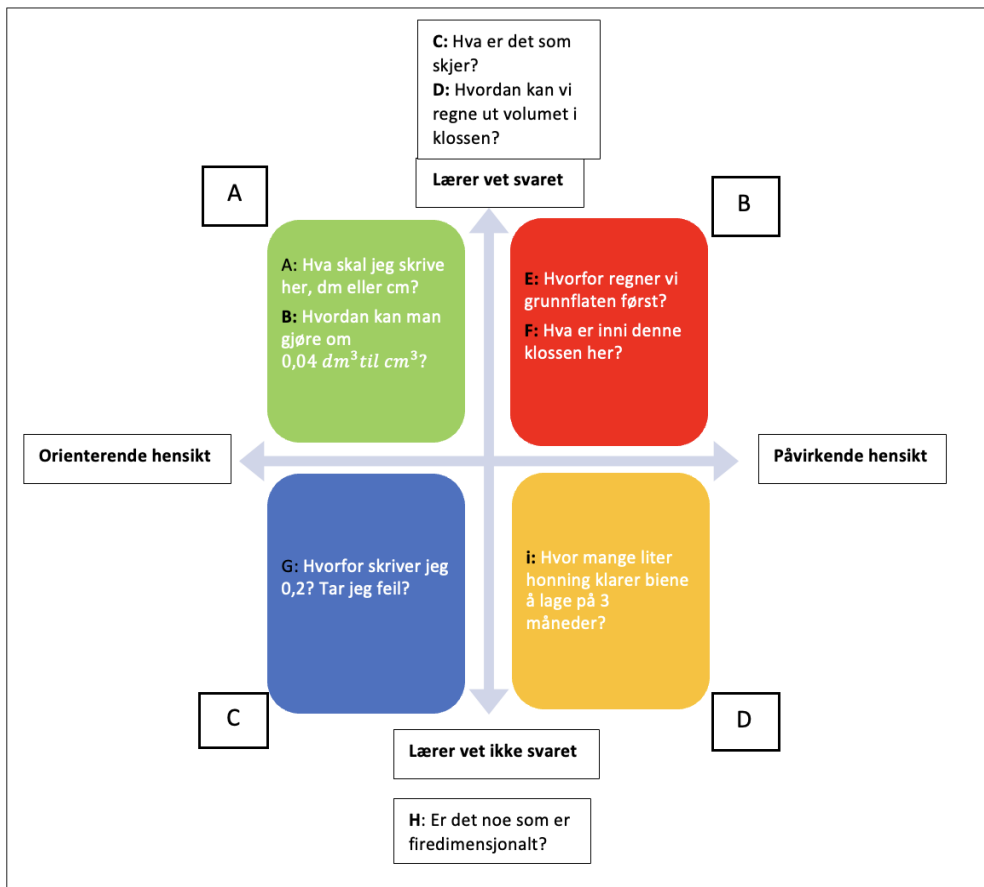 C: Hva er det som
skjer?
D: Hvordan kan vi
regne ut volumet i
klossen?
Lærer vet svaret
A
B
A: Hva skal jeg skrive
her, dm eller cm?
B: Hvordan kan man
gjøre om
0,04 dm³ til cm³?
E: Hvorfor regner vi
grunnflaten først?
F: Hva er inni denne
klossen her?
Orienterende hensikt
Påvirkende hensikt
G: Hvorfor skriver jeg
0,2? Tar jeg feil?
i: Hvor mange liter
honning klarer biene
å lage på 3
måneder?
C
D
Lærer vet ikke svaret
H: Er det noe som er
firedimensjonalt?